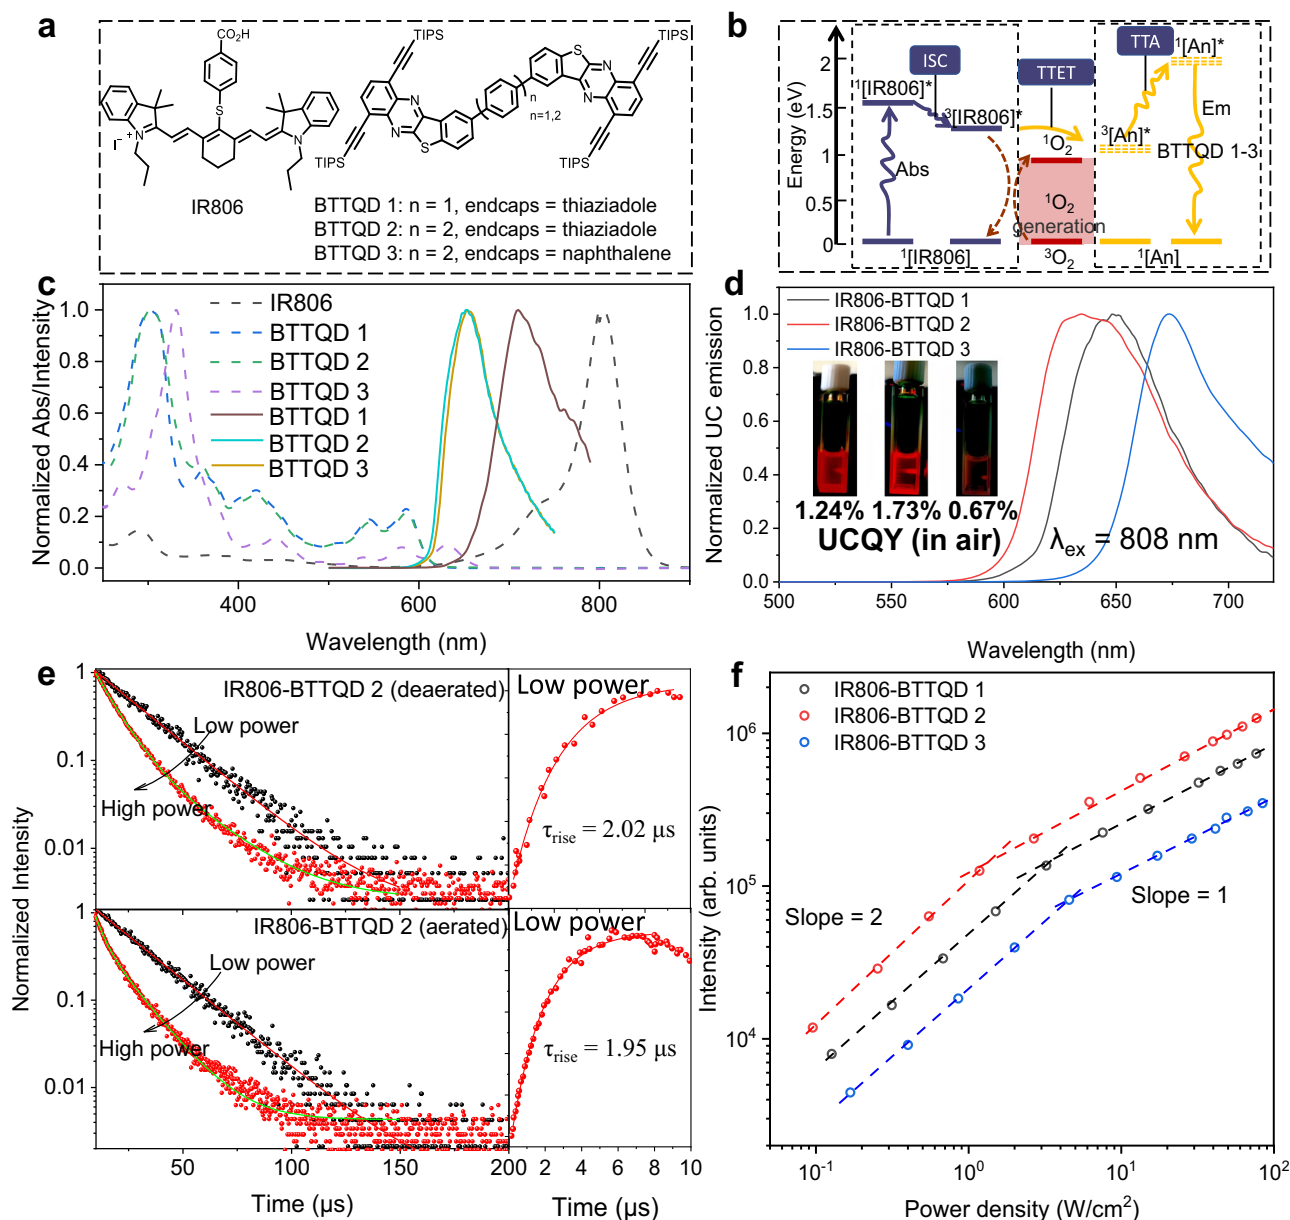 a
CO₂H
S
N
+
I⁻
N
IR806
TIPS
TIPS
S
N
N
n
n=1,2
N
N
S
TIPS
TIPS
BTTQD 1: n = 1, endcaps = thiaziadole
BTTQD 2: n = 2, endcaps = thiaziadole
BTTQD 3: n = 2, endcaps = naphthalene
b
Energy (eV)
2
1.5
1
0.5
0
¹[IR806]*
ISC
³[IR806]*
Abs
¹[IR806]
TTET
¹O₂
¹O₂
generation
³O₂
TTA
¹[An]*
³[An]*
Em
BTTQD 1-3
¹[An]
c
Normalized Abs/Intensity
1.0
0.8
0.6
0.4
0.2
0.0
IR806
BTTQD 1
BTTQD 2
BTTQD 3
BTTQD 1
BTTQD 2
BTTQD 3
400
600
800
Wavelength (nm)
d
Normalized UC emission
1.0
0.8
0.6
0.4
0.2
0.0
IR806-BTTQD 1
IR806-BTTQD 2
IR806-BTTQD 3
1.24% 1.73% 0.67%
UCQY (in air)
λex = 808 nm
500
550
600
650
700
Wavelength (nm)
e
Normalized Intensity
1
0.1
0.01
IR806-BTTQD 2 (deaerated)
Low power
High power
Low power
τrise = 2.02 µs
1
0.1
0.01
IR806-BTTQD 2 (aerated)
Low power
High power
Low power
τrise = 1.95 µs
50
100
150
200
0 2 4 6 8 10
Time (µs)
Time (µs)
f
Intensity (arb. units)
10⁶
10⁵
10⁴
IR806-BTTQD 1
IR806-BTTQD 2
IR806-BTTQD 3
Slope = 2
Slope = 1
10⁻¹
10⁰
10¹
10²
Power density (W/cm²)